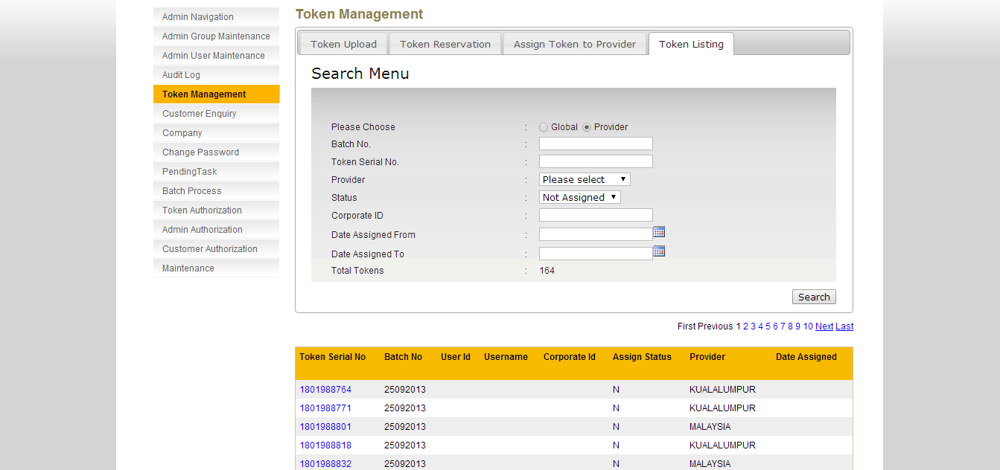 Admin Navigation
Admin Group Maintenance
Admin User Maintenance
Audit Log
Token Management
Customer Enquiry
Company
Change Password
PendingTask
Batch Process
Token Authorization
Admin Authorization
Customer Authorization
Maintenance
Token Management
Token Upload Token Reservation Assign Token to Provider Token Listing
Search Menu
Please Choose : Global Provider
Batch No. :
Token Serial No. :
Provider : Please select
Status : Not Assigned
Corporate ID :
Date Assigned From :
Date Assigned To :
Total Tokens : 164
Search
First Previous 1 2 3 4 5 6 7 8 9 10 Next Last
Token Serial No Batch No User Id Username Corporate Id Assign Status Provider Date Assigned
1801988764 25092013 N KUALALUMPUR
1801988771 25092013 N KUALALUMPUR
1801988801 25092013 N MALAYSIA
1801988818 25092013 N KUALALUMPUR
1801988832 25092013 N MALAYSIA